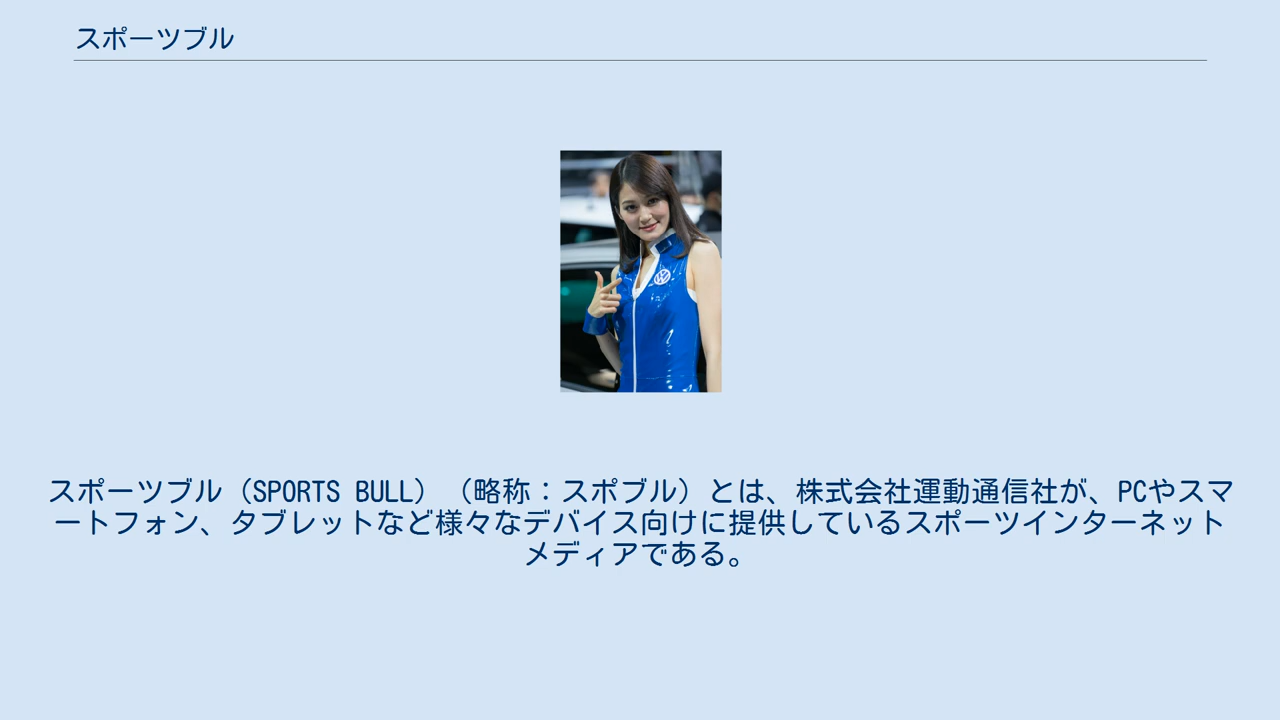 スポーツブル
スポーツブル（SPORTS BULL）（略称：スポブル）とは、株式会社運動通信社が、PCやスマ
ートフォン、タブレットなど様々なデバイス向けに提供しているスポーツインターネット
メディアである。